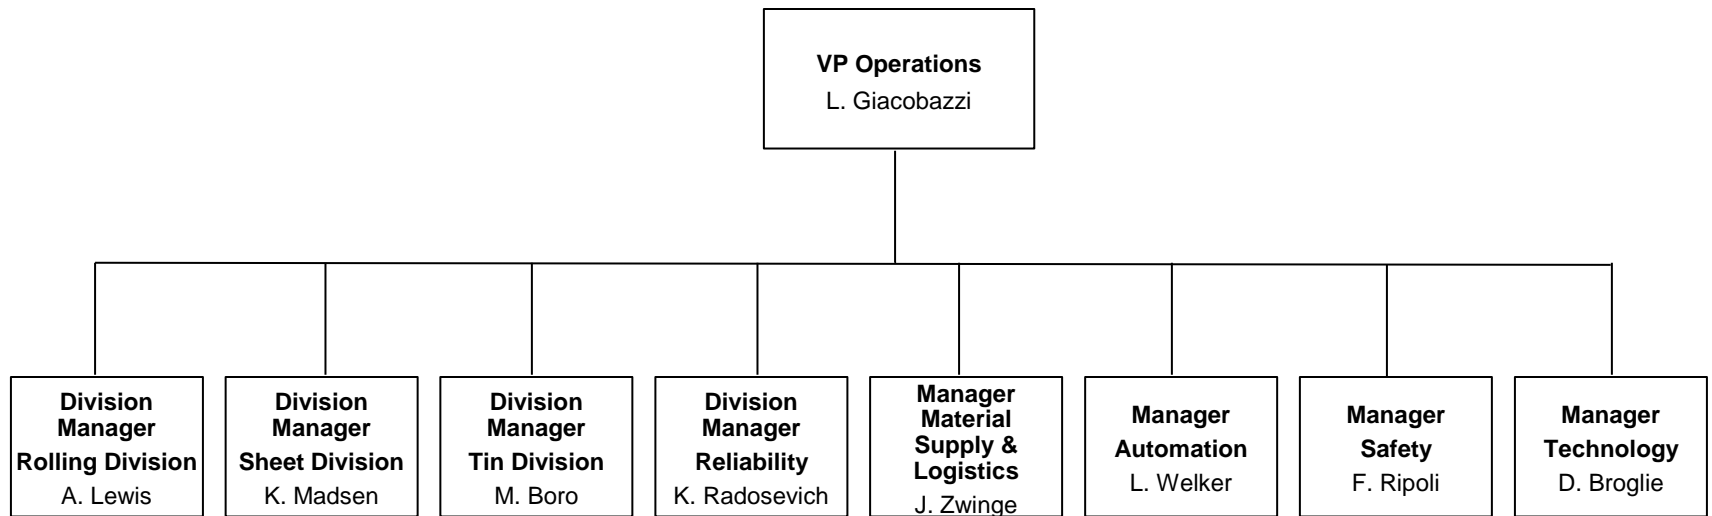 VP Operations
L. Giacobazzi
Division
Manager
Rolling Division
A. Lewis
Division
Manager
Sheet Division
K. Madsen
Division
Manager
Tin Division
M. Boro
Division
Manager
Reliability
K. Radosevich
Manager
Material
Supply &
Logistics
J. Zwinge
Manager
Automation
L. Welker
Manager
Safety
F. Ripoli
Manager
Technology
D. Broglie